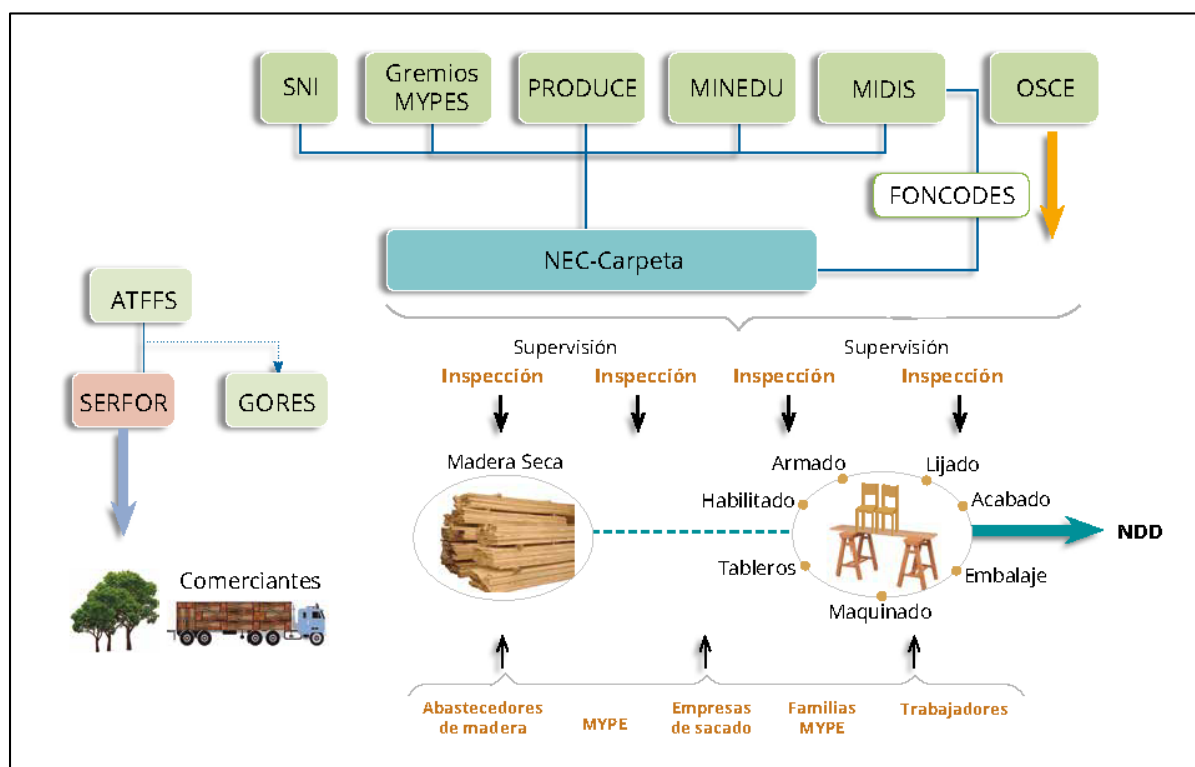 SNI
Gremios
MYPES
PRODUCE
MINEDU
MIDIS
OSCE
FONCODES
NEC-Carpeta
ATFFS
SERFOR
GORES
Supervisión
Supervisión
Inspección
Inspección
Inspección
Inspección
Madera Seca
Armado
Lijado
Habilitado
Acabado
NDD
Tableros
Embalaje
Maquinado
Comerciantes
Abastecedores
de madera
MYPE
Empresas
de sacado
Familias
MYPE
Trabajadores